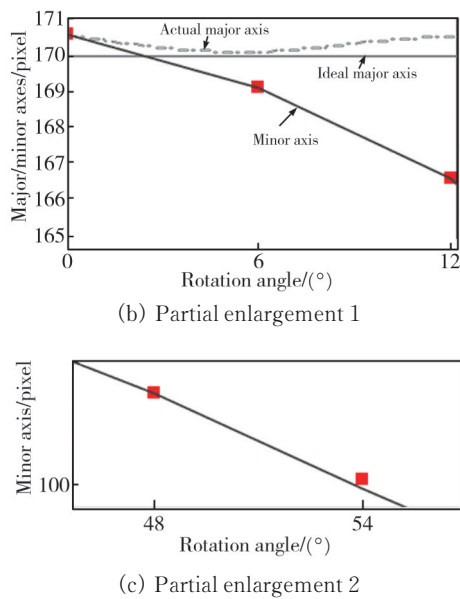 Major/minor axes/pixel
171
170
169
168
167
166
165
Actual major axis
Ideal major axis
Minor axis
0 6 12
Rotation angle/(°)
(b) Partial enlargement 1
Minor axis/pixel
100
48 54
Rotation angle/(°)
(c) Partial enlargement 2